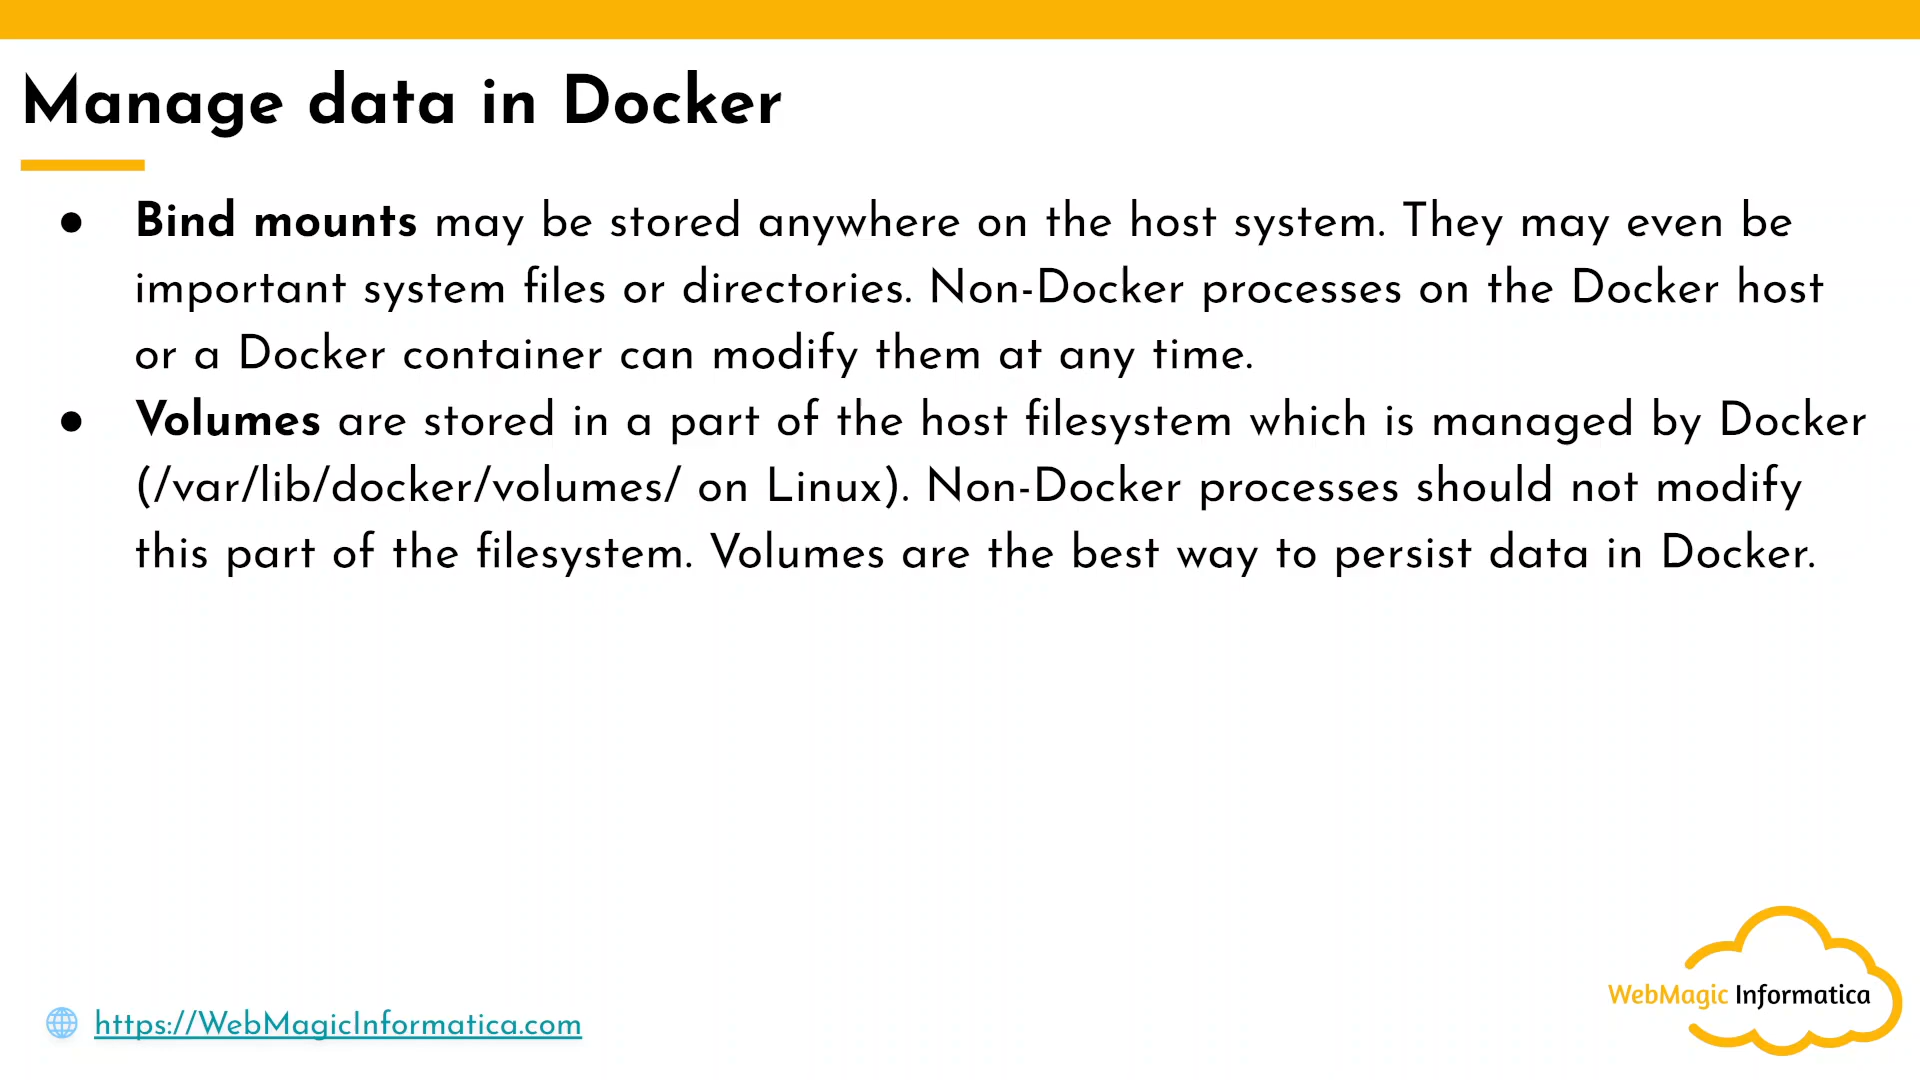 Manage data in Docker
● Bind mounts may be stored anywhere on the host system. They may even be
important system files or directories. Non-Docker processes on the Docker host
or a Docker container can modify them at any time.
● Volumes are stored in a part of the host filesystem which is managed by Docker
(/var/lib/docker/volumes/ on Linux). Non-Docker processes should not modify
this part of the filesystem. Volumes are the best way to persist data in Docker.
WebMagic Informatica
https://WebMagicInformatica.com